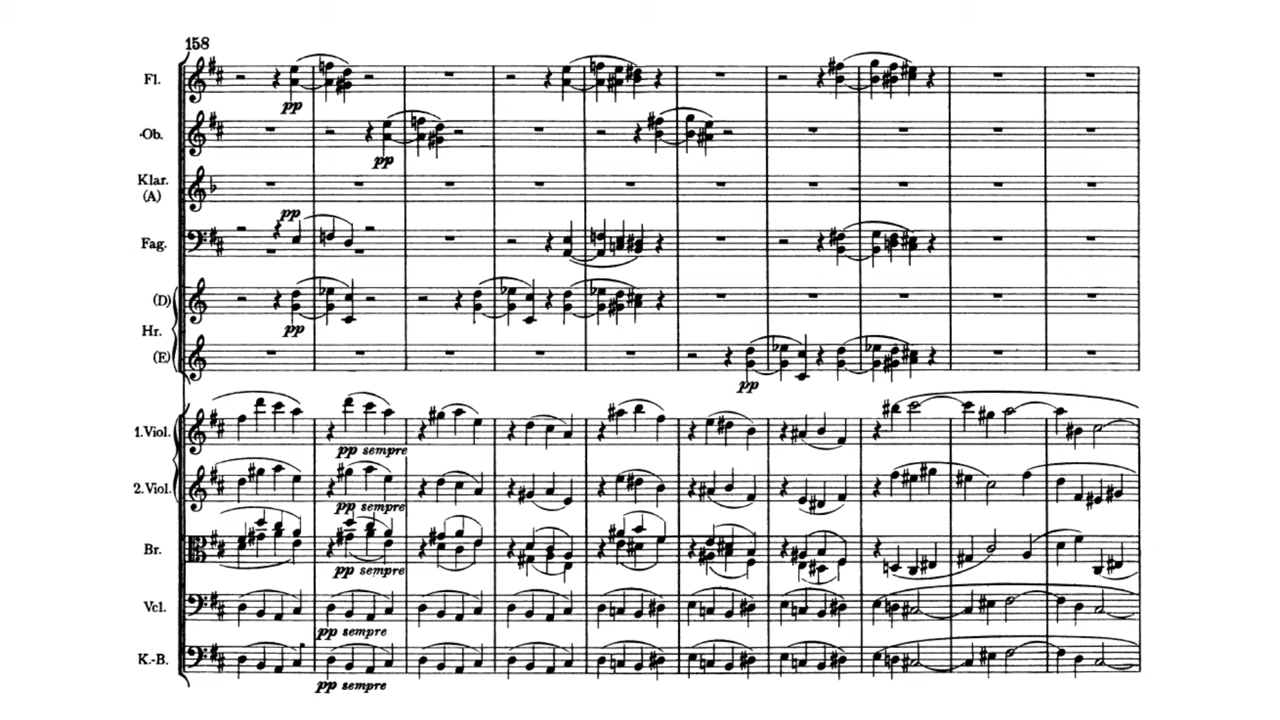 158
Fl.
pp
Ob.
pp
Klar.
(A)
pp
Fag.
(D)
pp
Hr.
(E)
pp
1. Viol.
pp sempre
2. Viol.
pp sempre
Br.
pp sempre
Vcl.
pp sempre
K.-B.
pp sempre